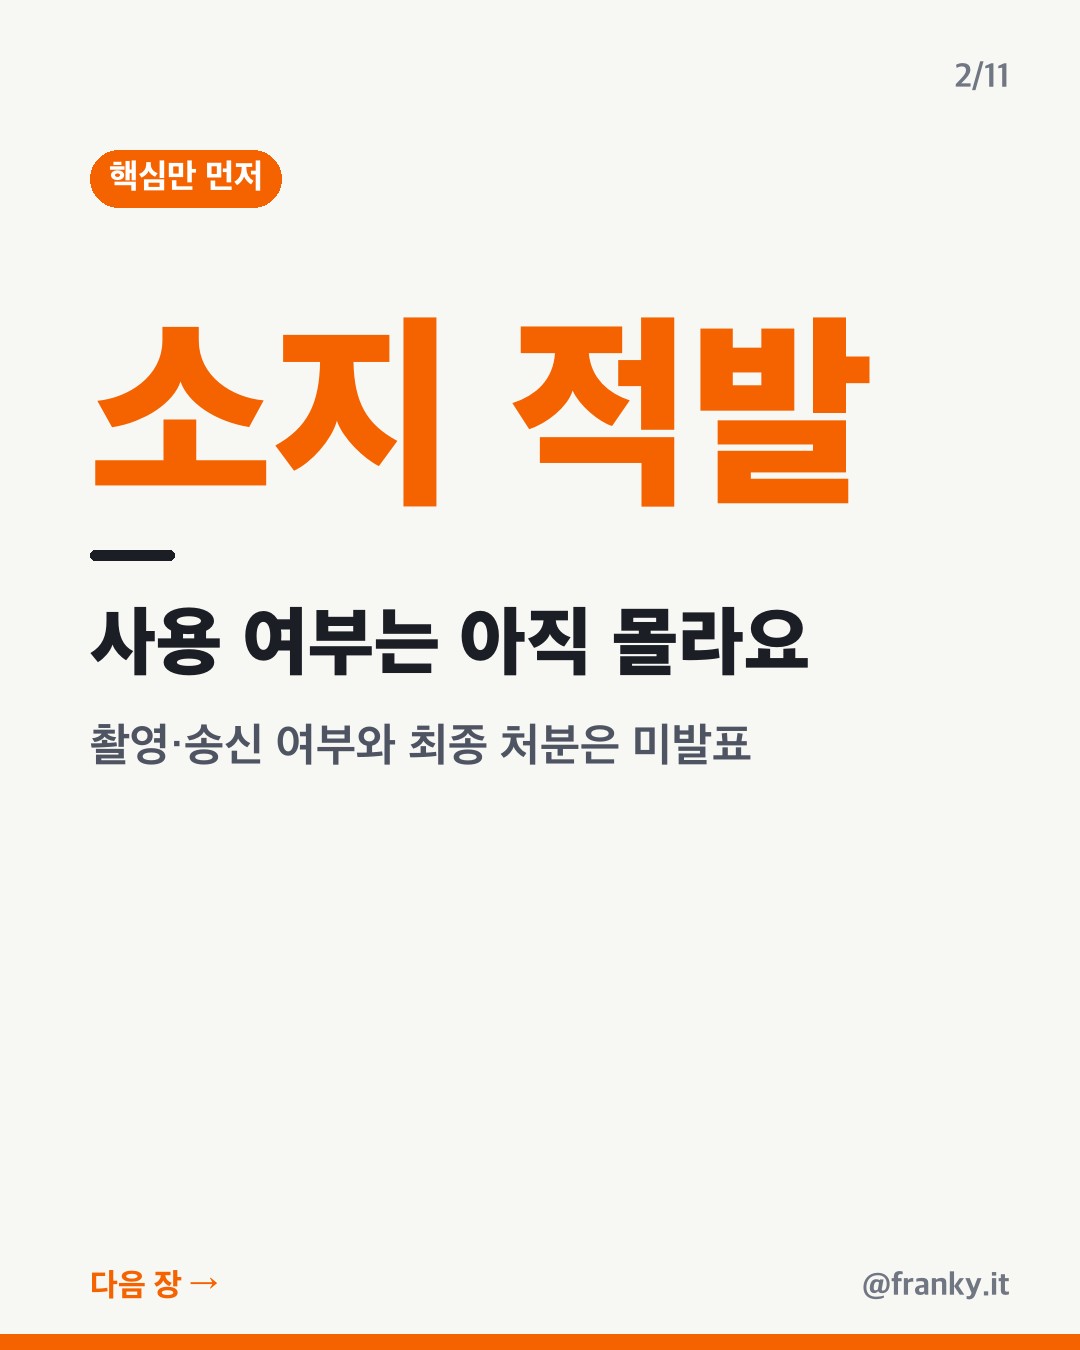 2/11
핵심만 먼저
소지 적발
사용 여부는 아직 몰라요
촬영·송신 여부와 최종 처분은 미발표
다음 장 →
@franky.it